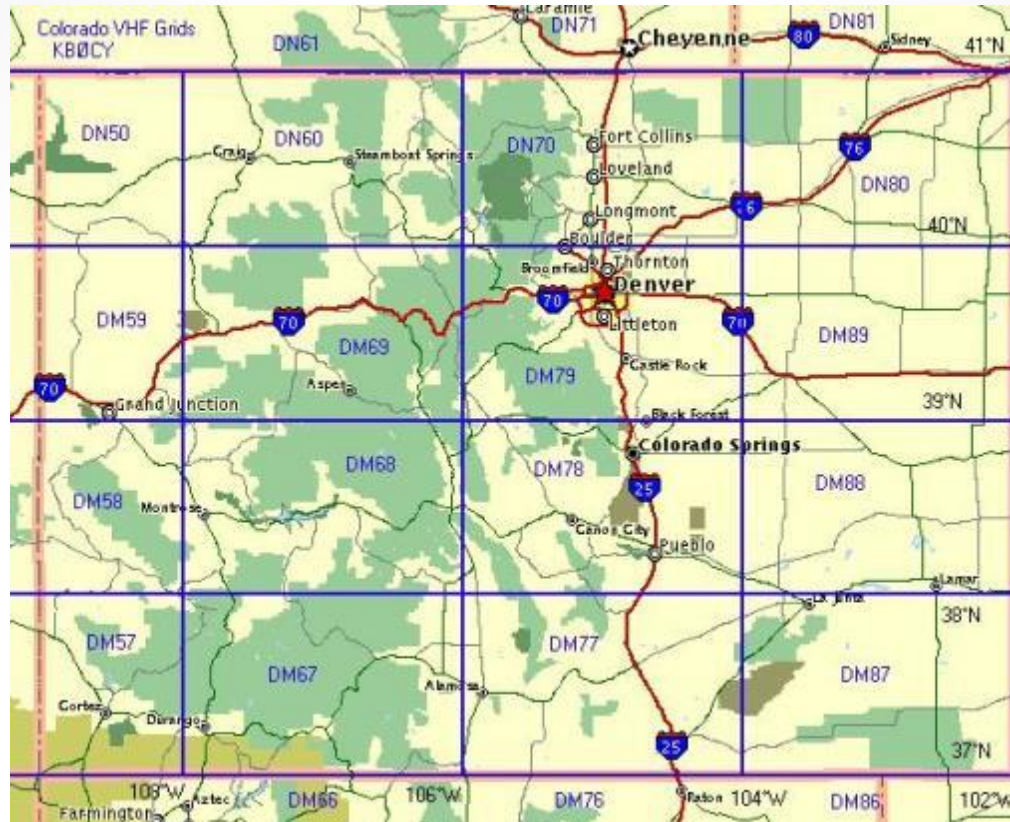 Laramie
Colorado VHF Grids
KBØCY
DN61
DN71
DN81
80
Cheyenne
Sidney
41°N
DN50
DN60
DN70
Fort Collins
76
Craig
Steamboat Springs
Loveland
DN80
Longmont
76
40°N
Boulder
Broomfield
Thornton
Denver
70
DM59
70
Littleton
70
DM89
DM69
Castle Rock
DM79
Aspen
70
Grand Junction
39°N
Black Forest
Colorado Springs
DM58
DM68
DM78
DM88
25
Montrose
Canon City
Pueblo
Lamar
La Junta
38°N
DM57
DM67
DM77
DM87
Alamosa
Cortez
Durango
25
37°N
108°W
Aztec
106°W
DM66
DM76
Raton
104°W
DM86
102°W
Farmington